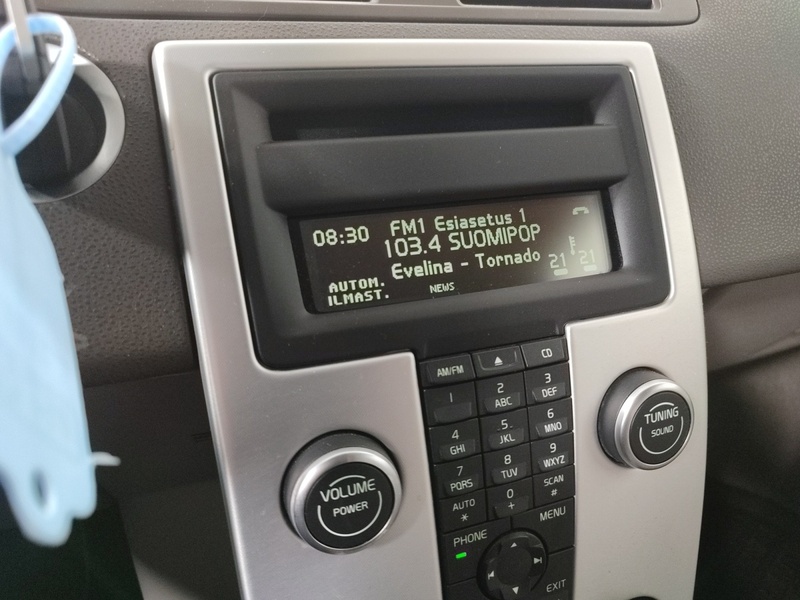 08:30 FM1 Esiasetus 1
103.4 SUOMIPOP
Evelina - Tornado 21 21
AUTOM.
ILMAST. NEWS
AM/FM CD
1 2 ABC 3 DEF
4 GHI 5 JKL 6 MNO
7 PQRS 8 TUV 9 WXYZ
AUTO * 0 + SCAN #
PHONE MENU
EXIT
VOLUME
POWER
TUNING
SOUND